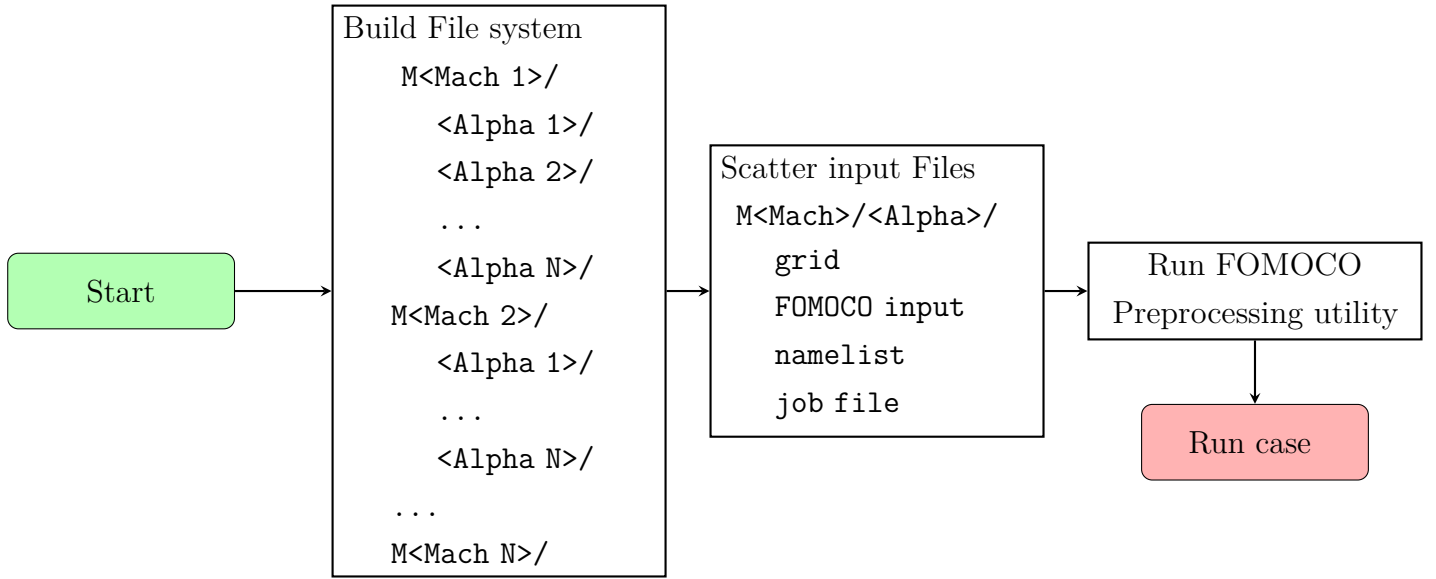 Start
Build File system
M<Mach 1>/
<Alpha 1>/
<Alpha 2>/
...
<Alpha N>/
M<Mach 2>/
<Alpha 1>/
...
<Alpha N>/
...
M<Mach N>/
Scatter input Files
M<Mach>/<Alpha>/
grid
FOMOCO input
namelist
job file
Run FOMOCO
Preprocessing utility
Run case